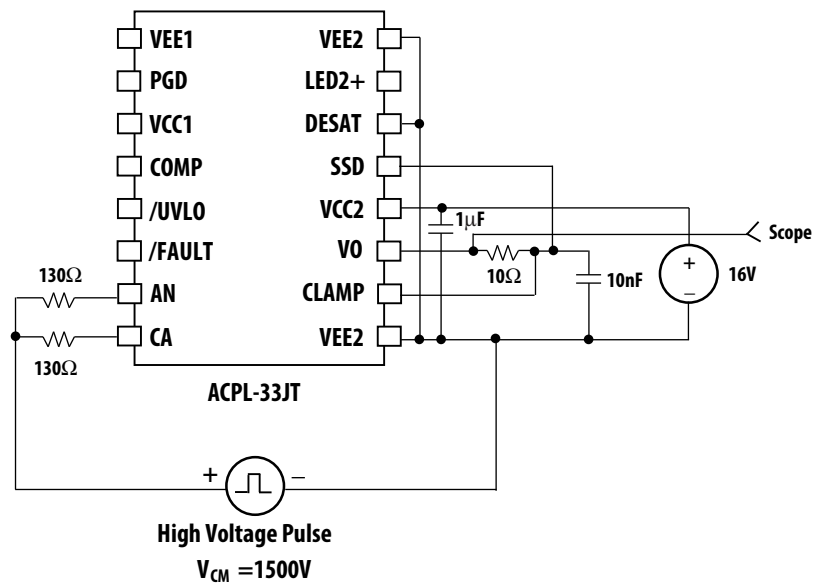 VEE1
VEE2
PGD
LED2+
VCC1
DESAT
COMP
SSD
/UVLO
VCC2
1μF
/FAULT
VO
Scope
10Ω
10nF
+
–
16V
130Ω
AN
CLAMP
CA
VEE2
130Ω
ACPL-33JT
+
–
High Voltage Pulse
VCM =1500V